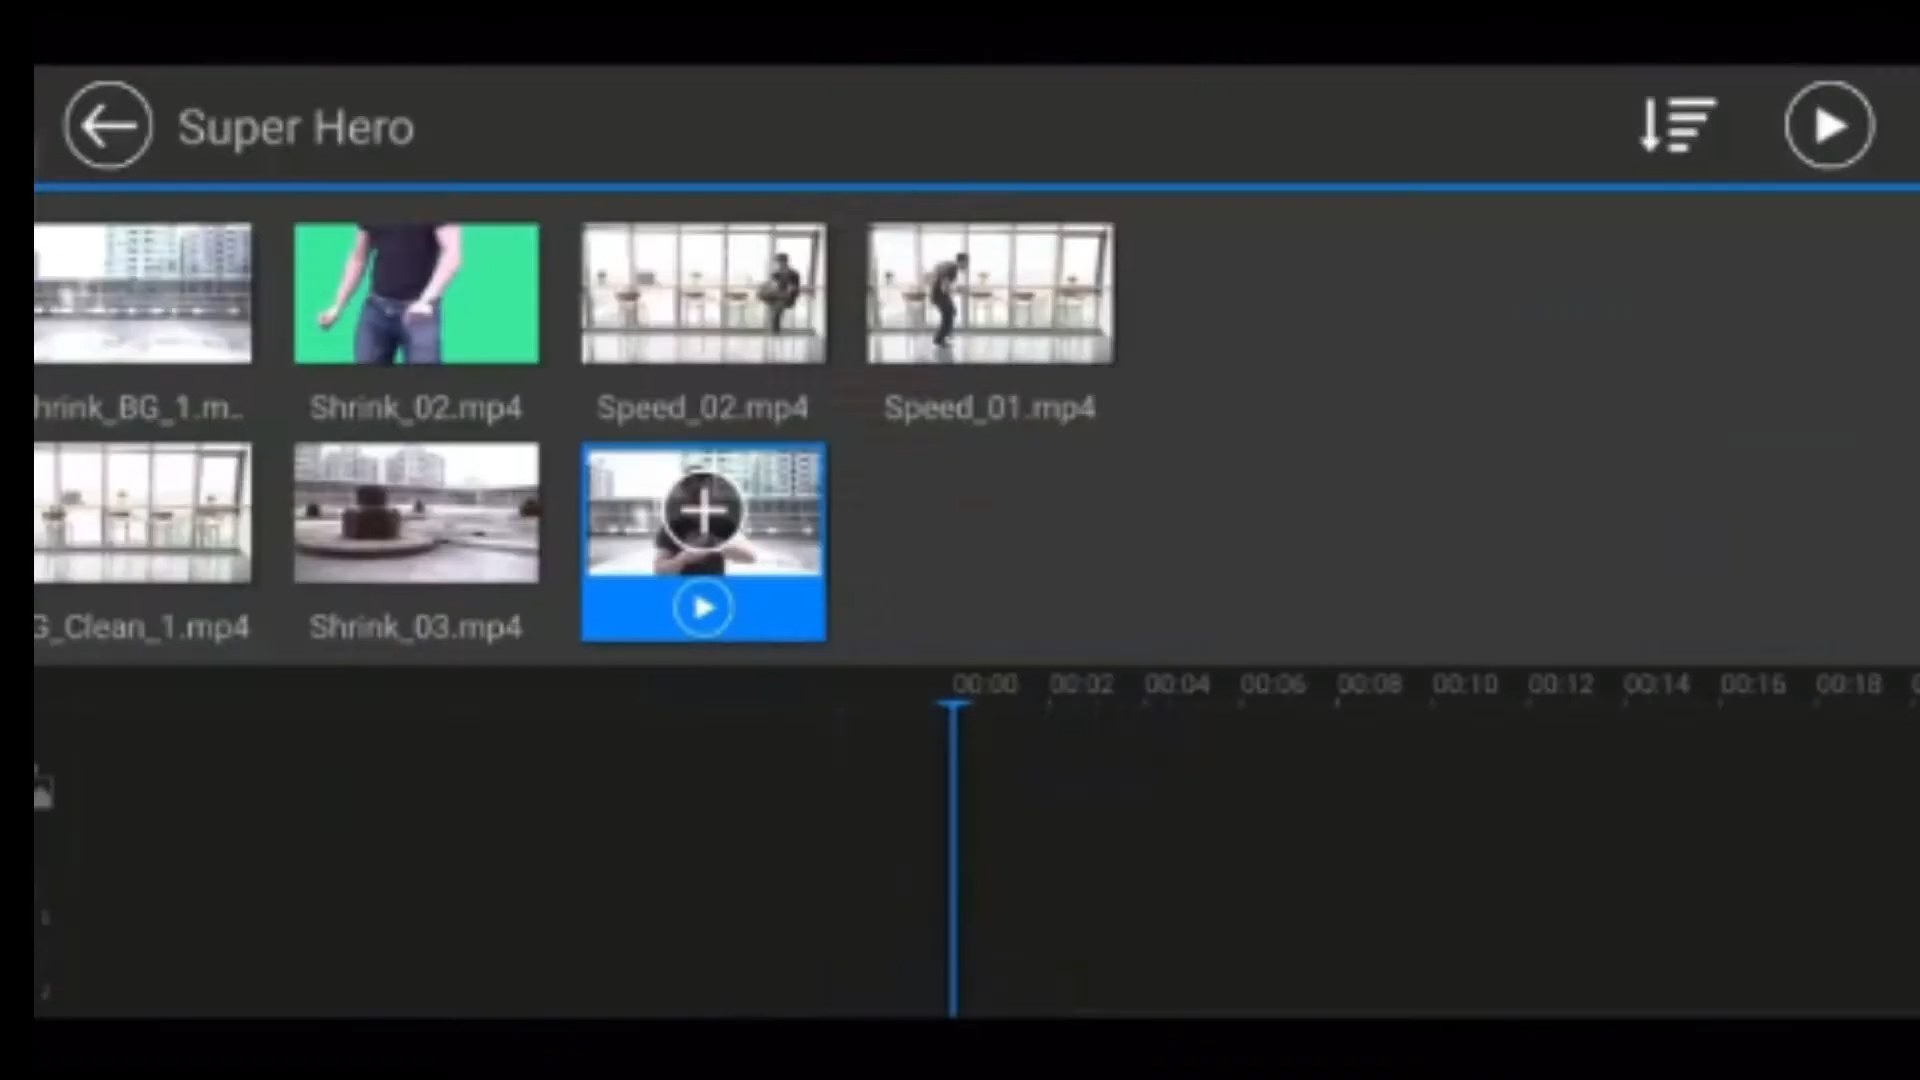 Super Hero
hrink_BG_1.m..
Shrink_02.mp4
Speed_02.mp4
Speed_01.mp4
G_Clean_1.mp4
Shrink_03.mp4
00:00 00:02 00:04 00:06 00:08 00:10 00:12 00:14 00:16 00:18